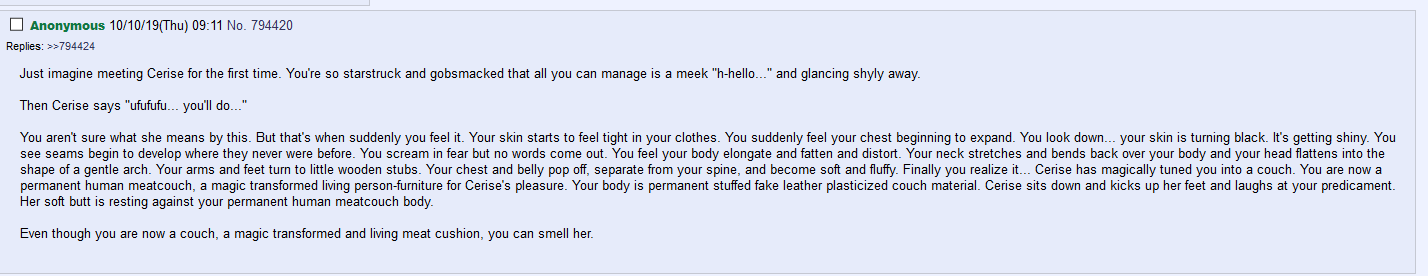 Anonymous 10/10/19(Thu) 09:11 No. 794420
Replies: >>794424
Just imagine meeting Cerise for the first time. You're so starstruck and gobsmacked that all you can manage is a meek "h-hello..." and glancing shyly away.
Then Cerise says "ufufufu... you'll do..."
You aren't sure what she means by this. But that's when suddenly you feel it. Your skin starts to feel tight in your clothes. You suddenly feel your chest beginning to expand. You look down... your skin is turning black. It's getting shiny. You
see seams begin to develop where they never were before. You scream in fear but no words come out. You feel your body elongate and fatten and distort. Your neck stretches and bends back over your body and your head flattens into the
shape of a gentle arch. Your arms and feet turn to little wooden stubs. Your chest and belly pop off, separate from your spine, and become soft and fluffy. Finally you realize it... Cerise has magically tuned you into a couch. You are now a
permanent human meatcouch, a magic transformed living person-furniture for Cerise's pleasure. Your body is permanent stuffed fake leather plasticized couch material. Cerise sits down and kicks up her feet and laughs at your predicament.
Her soft butt is resting against your permanent human meatcouch body.
Even though you are now a couch, a magic transformed and living meat cushion, you can smell her.